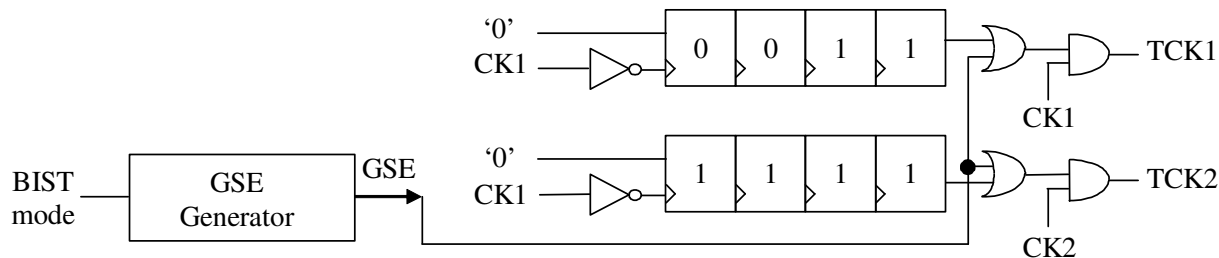 ‘0’
CK1
0 0 1 1
TCK1
CK1
‘0’
CK1
1 1 1 1
TCK2
CK2
BIST
mode
GSE
Generator
GSE